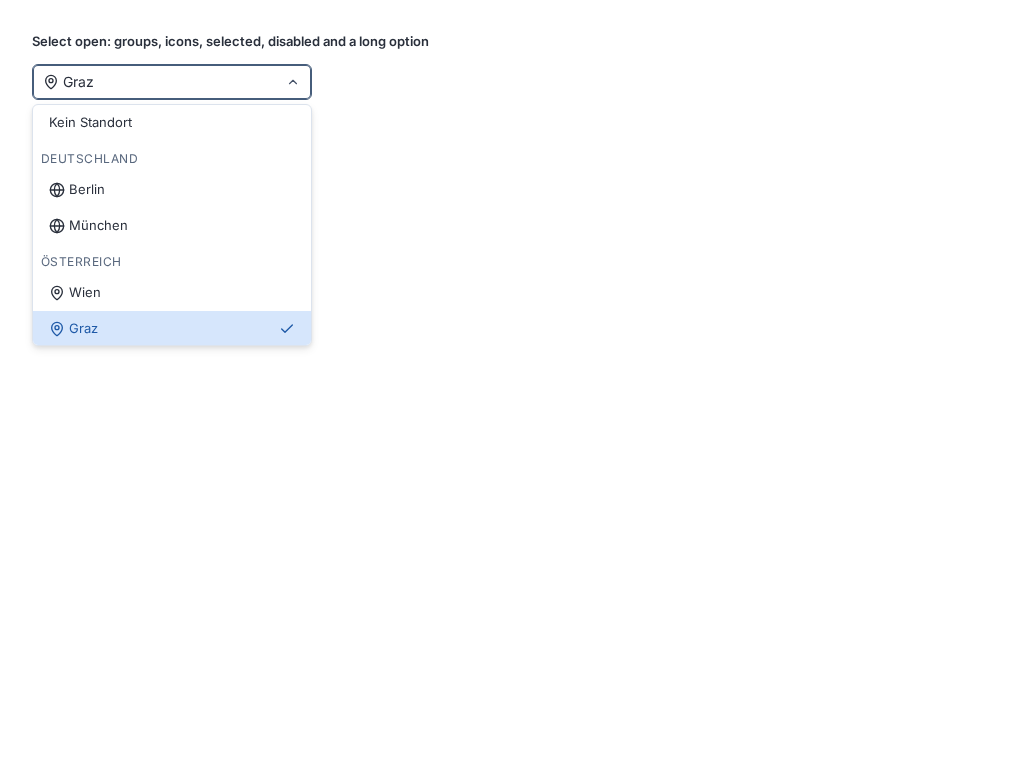 Select open: groups, icons, selected, disabled and a long option
Graz
Kein Standort
DEUTSCHLAND
Berlin
München
ÖSTERREICH
Wien
Graz